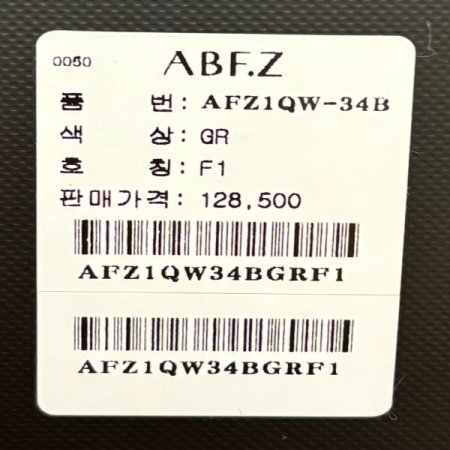 0050 ABF.Z
품 번: AFZ1QW-34B
색 상: GR
호 칭: F1
판매가격: 128,500
AFZ1QW34BGRF1
AFZ1QW34BGRF1